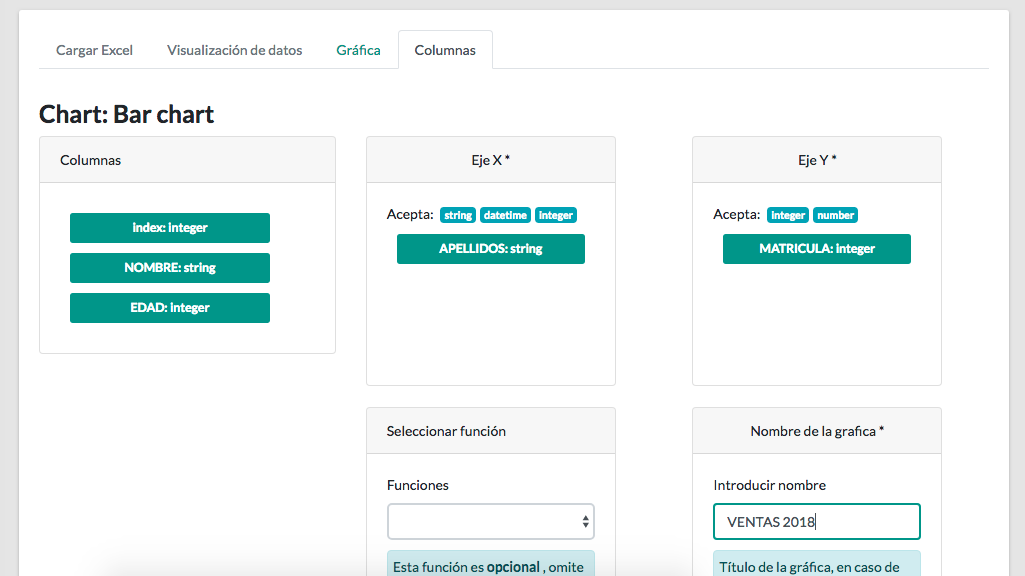 Cargar Excel
Visualización de datos
Gráfica
Columnas
Chart: Bar chart
Columnas
Index: integer
NOMBRE: string
EDAD: integer
Eje X *
Acepta: string datetime integer
APELLIDOS: string
Eje Y *
Acepta: integer number
MATRICULA: integer
Seleccionar función
Funciones
Esta función es opcional , omite
Nombre de la grafica *
Introducir nombre
VENTAS 2018
Título de la gráfica, en caso de